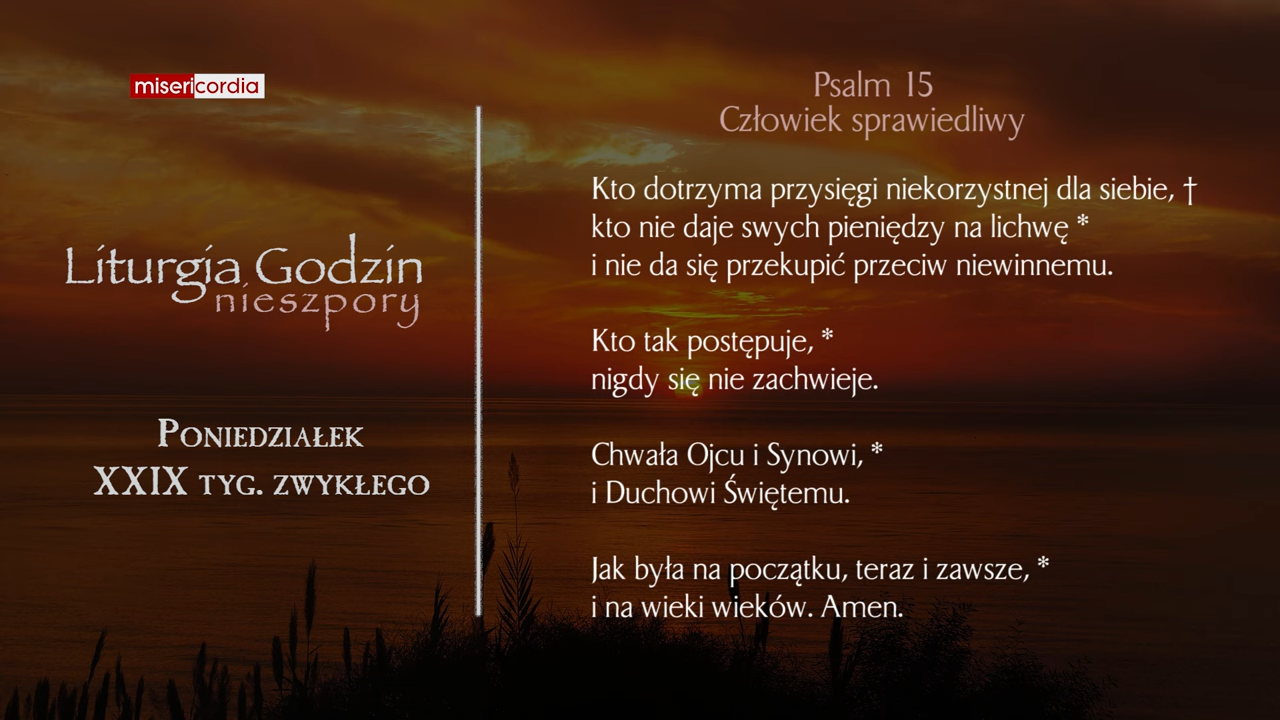 misericordia
Liturgia Godzin
nieszpory
Poniedziałek
XXIX tyg. zwykłego
Psalm 15
Człowiek sprawiedliwy
Kto dotrzyma przysięgi niekorzystnej dla siebie, †
kto nie daje swych pieniędzy na lichwę *
i nie da się przekupić przeciw niewinnemu.
Kto tak postępuje, *
nigdy się nie zachwieje.
Chwała Ojcu i Synowi, *
i Duchowi Świętemu.
Jak była na początku, teraz i zawsze, *
i na wieki wieków. Amen.